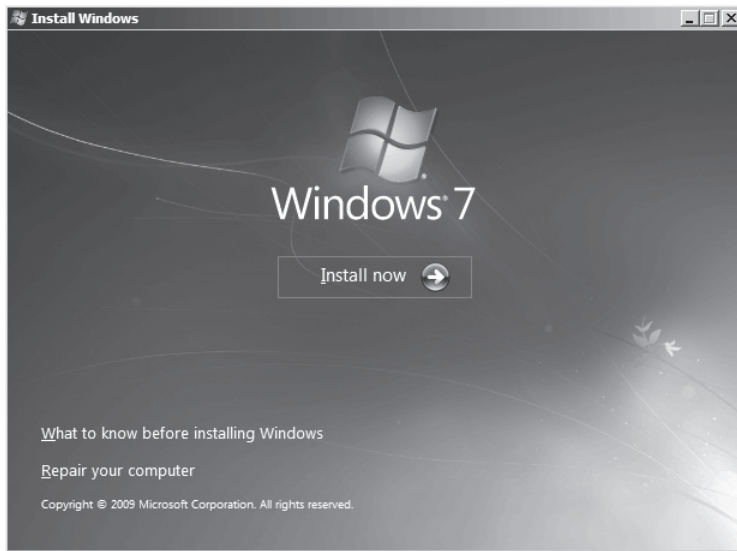 Install Windows
Windows 7
Install now
What to know before installing Windows
Repair your computer
Copyright © 2009 Microsoft Corporation. All rights reserved.